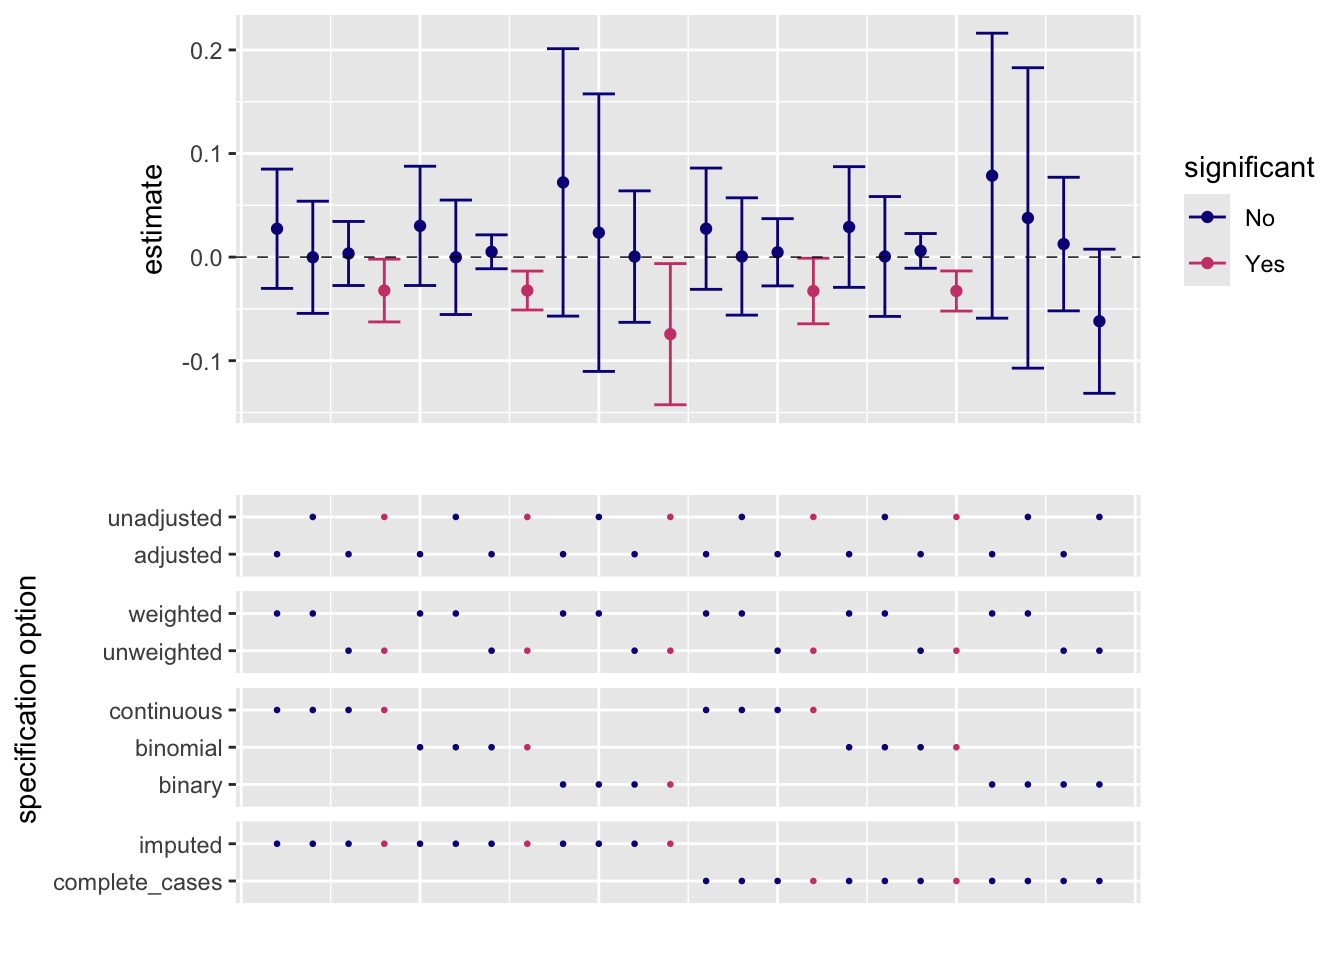 0.2
0.1
0.0
-0.1
estimate
significant
No
Yes
unadjusted
adjusted
weighted
unweighted
continuous
binomial
binary
imputed
complete_cases
specification option